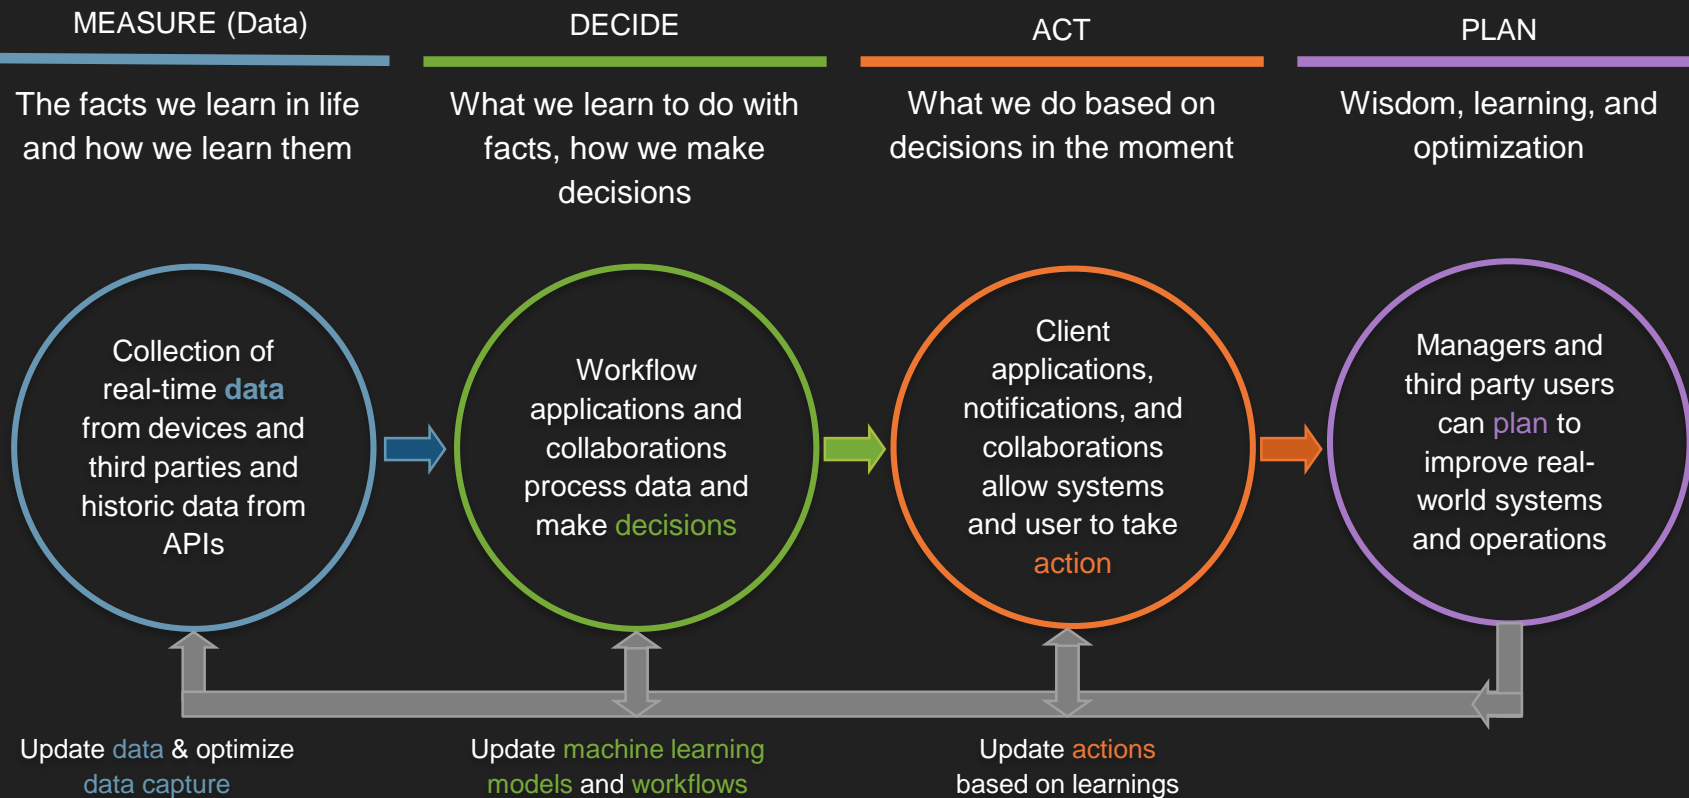 MEASURE (Data)
The facts we learn in life
and how we learn them
DECIDE
What we learn to do with
facts, how we make
decisions
ACT
What we do based on
decisions in the moment
PLAN
Wisdom, learning, and
optimization
Collection of
real-time data
from devices and
third parties and
historic data from
APIs
Workflow
applications and
collaborations
process data and
make decisions
Client
applications,
notifications, and
collaborations
allow systems
and user to take
action
Managers and
third party users
can plan to
improve real-
world systems
and operations
Update data & optimize
data capture
Update machine learning
models and workflows
Update actions
based on learnings